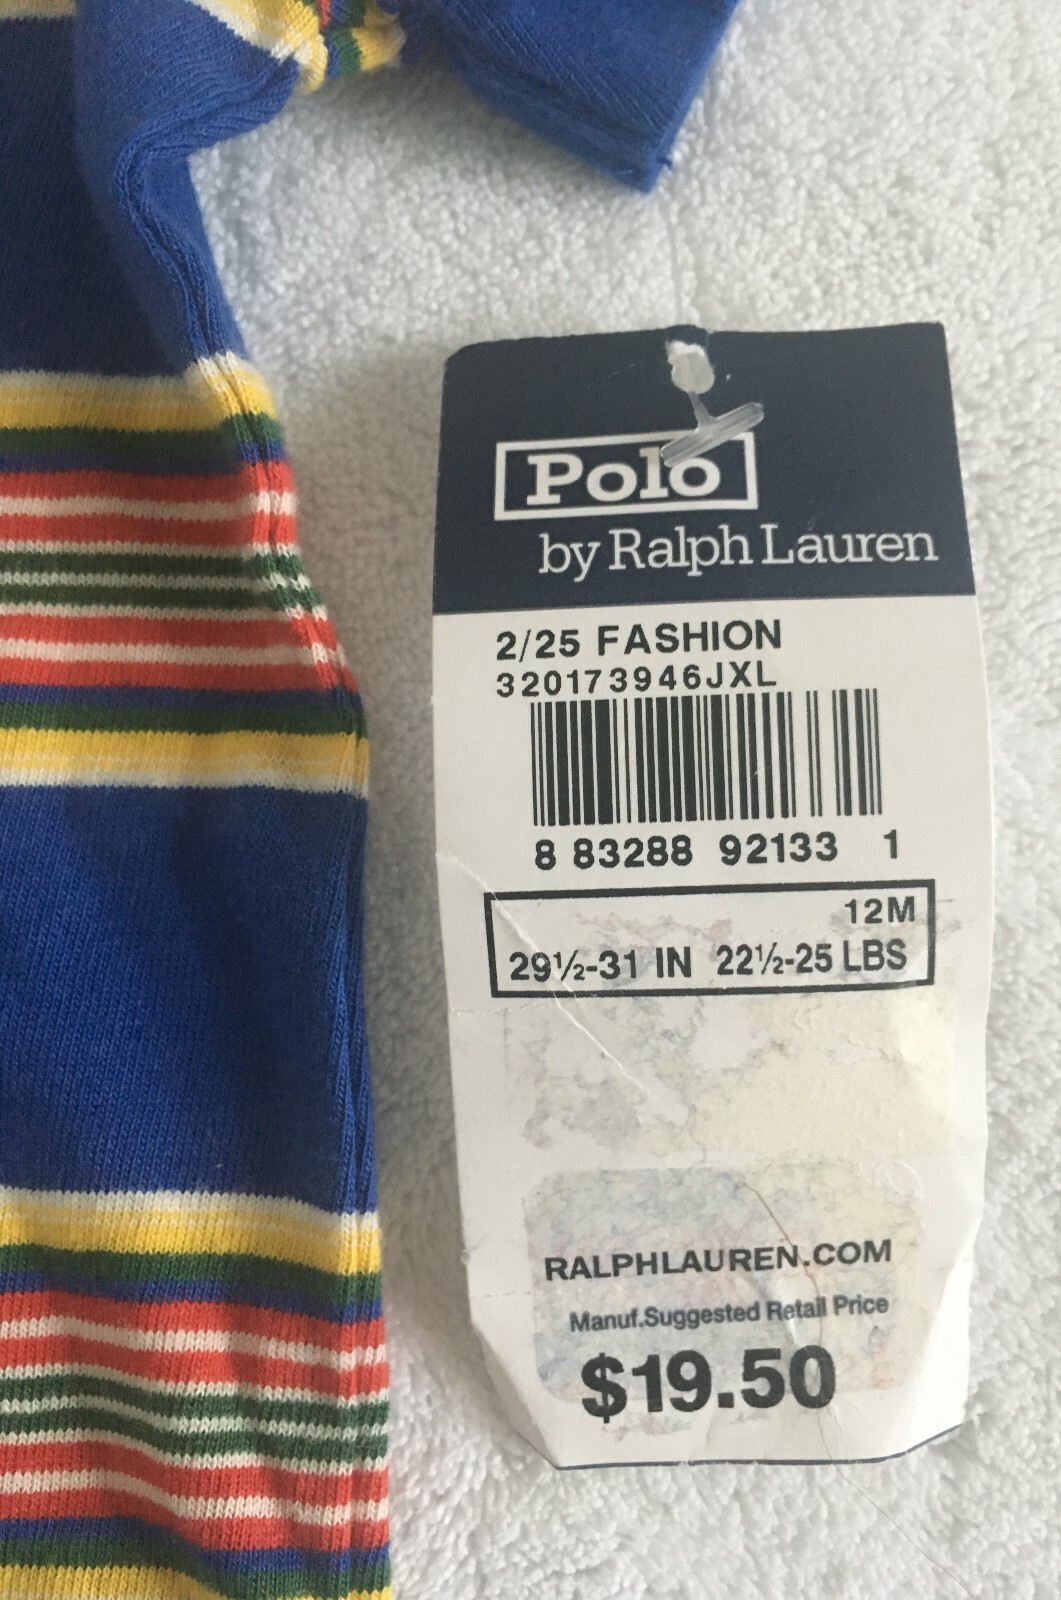 Polo
by Ralph Lauren
2/25 FASHION
320173946JXL
8 83288 92133 1
12M
29½-31 IN 22½-25 LBS
RALPHLAUREN.COM
Manuf.Suggested Retail Price
$19.50